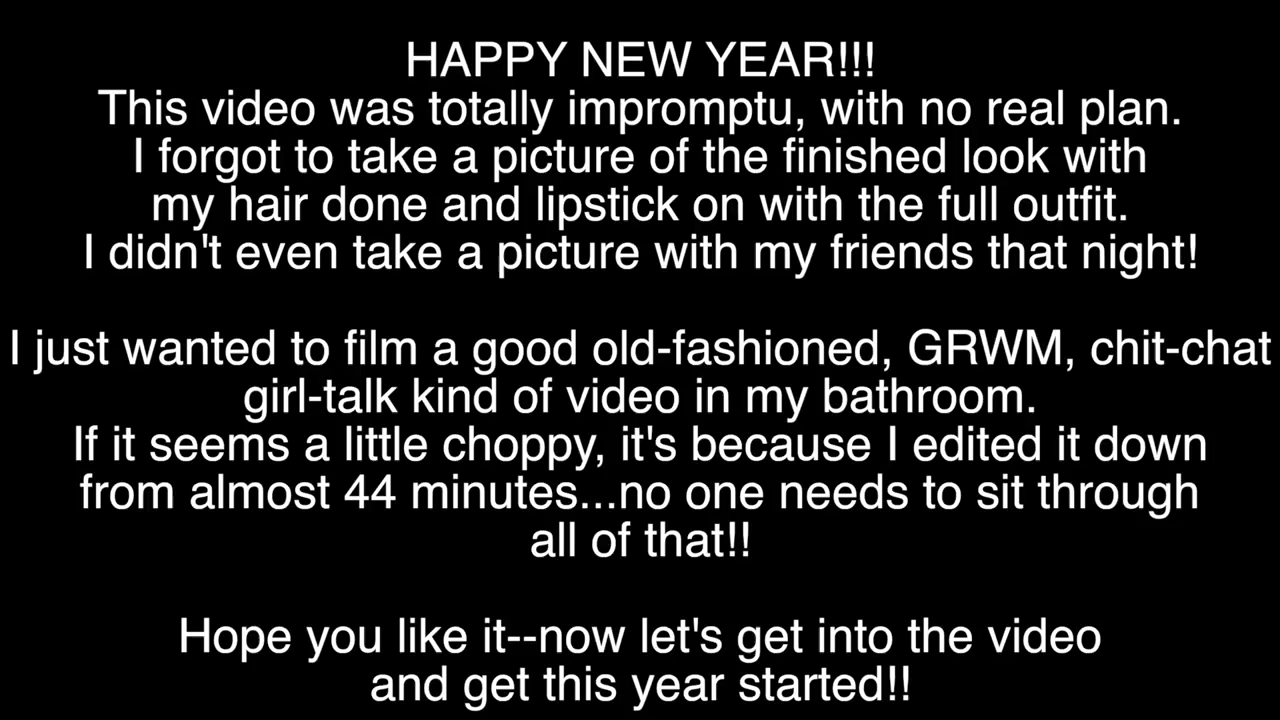 HAPPY NEW YEAR!!!
This video was totally impromptu, with no real plan.
I forgot to take a picture of the finished look with
my hair done and lipstick on with the full outfit.
I didn't even take a picture with my friends that night!
I just wanted to film a good old-fashioned, GRWM, chit-chat
girl-talk kind of video in my bathroom.
If it seems a little choppy, it's because I edited it down
from almost 44 minutes...no one needs to sit through
all of that!!
Hope you like it--now let's get into the video
and get this year started!!